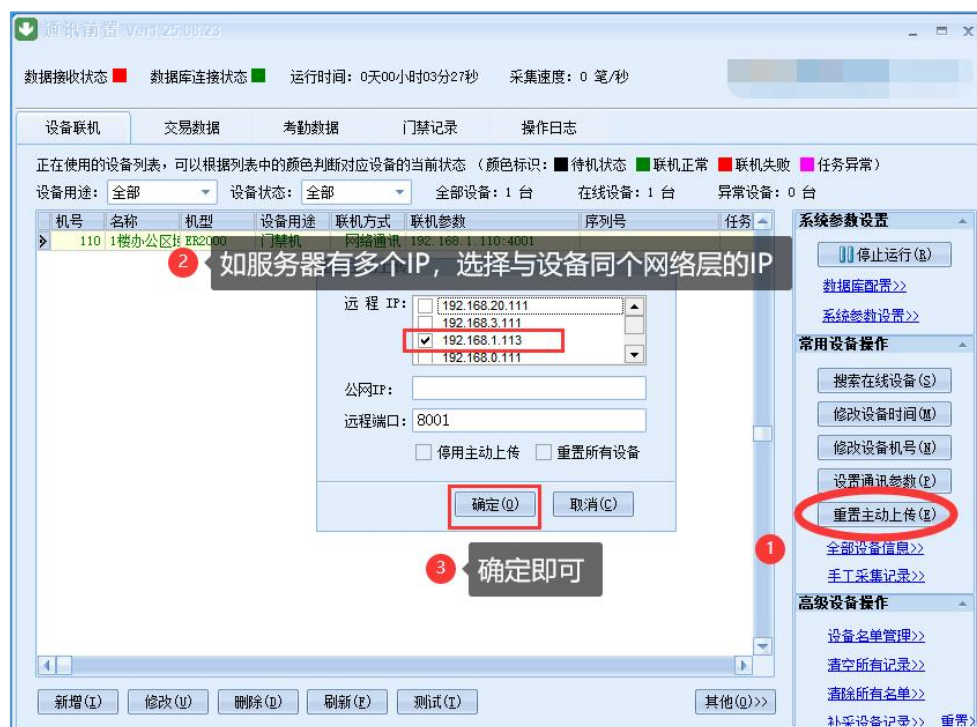 通讯前置 Ver1.25.08.23
数据接收状态 数据库连接状态 运行时间：0天00小时03分27秒 采集速度：0 笔/秒
设备联机 交易数据 考勤数据 门禁记录 操作日志
正在使用的设备列表，可以根据列表中的颜色判断对应设备的当前状态 （颜色标识：■待机状态 ■联机正常 ■联机失败 ■任务异常）
设备用途：全部 设备状态：全部 全部设备：1 台 在线设备：1 台 异常设备：0 台
机号 名称 机型 设备用途 联机方式 联机参数 序列号 任务
110 1楼办公区域 ER2000 门禁机 网络通讯 192.168.1.110:4001
2 如服务器有多个IP，选择与设备同个网络层的IP
远 程 IP：
192.168.20.111
192.168.3.111
192.168.1.113
192.168.0.111
公网IP：
远程端口：8001
停用主动上传 重置所有设备
确定(O) 取消(C)
3 确定即可
系统参数设置
停止运行(R)
数据库配置>>
系统参数设置>>
常用设备操作
搜索在线设备(S)
修改设备时间(M)
修改设备机号(N)
设置通讯参数(P)
重置主动上传(E)
1
全部设备信息>>
手工采集记录>>
高级设备操作
设备名单管理>>
清空所有记录>>
清除所有名单>>
补采设备记录>> 重置>
新增(I) 修改(U) 删除(D) 刷新(F) 测试(T) 其他(O)>>